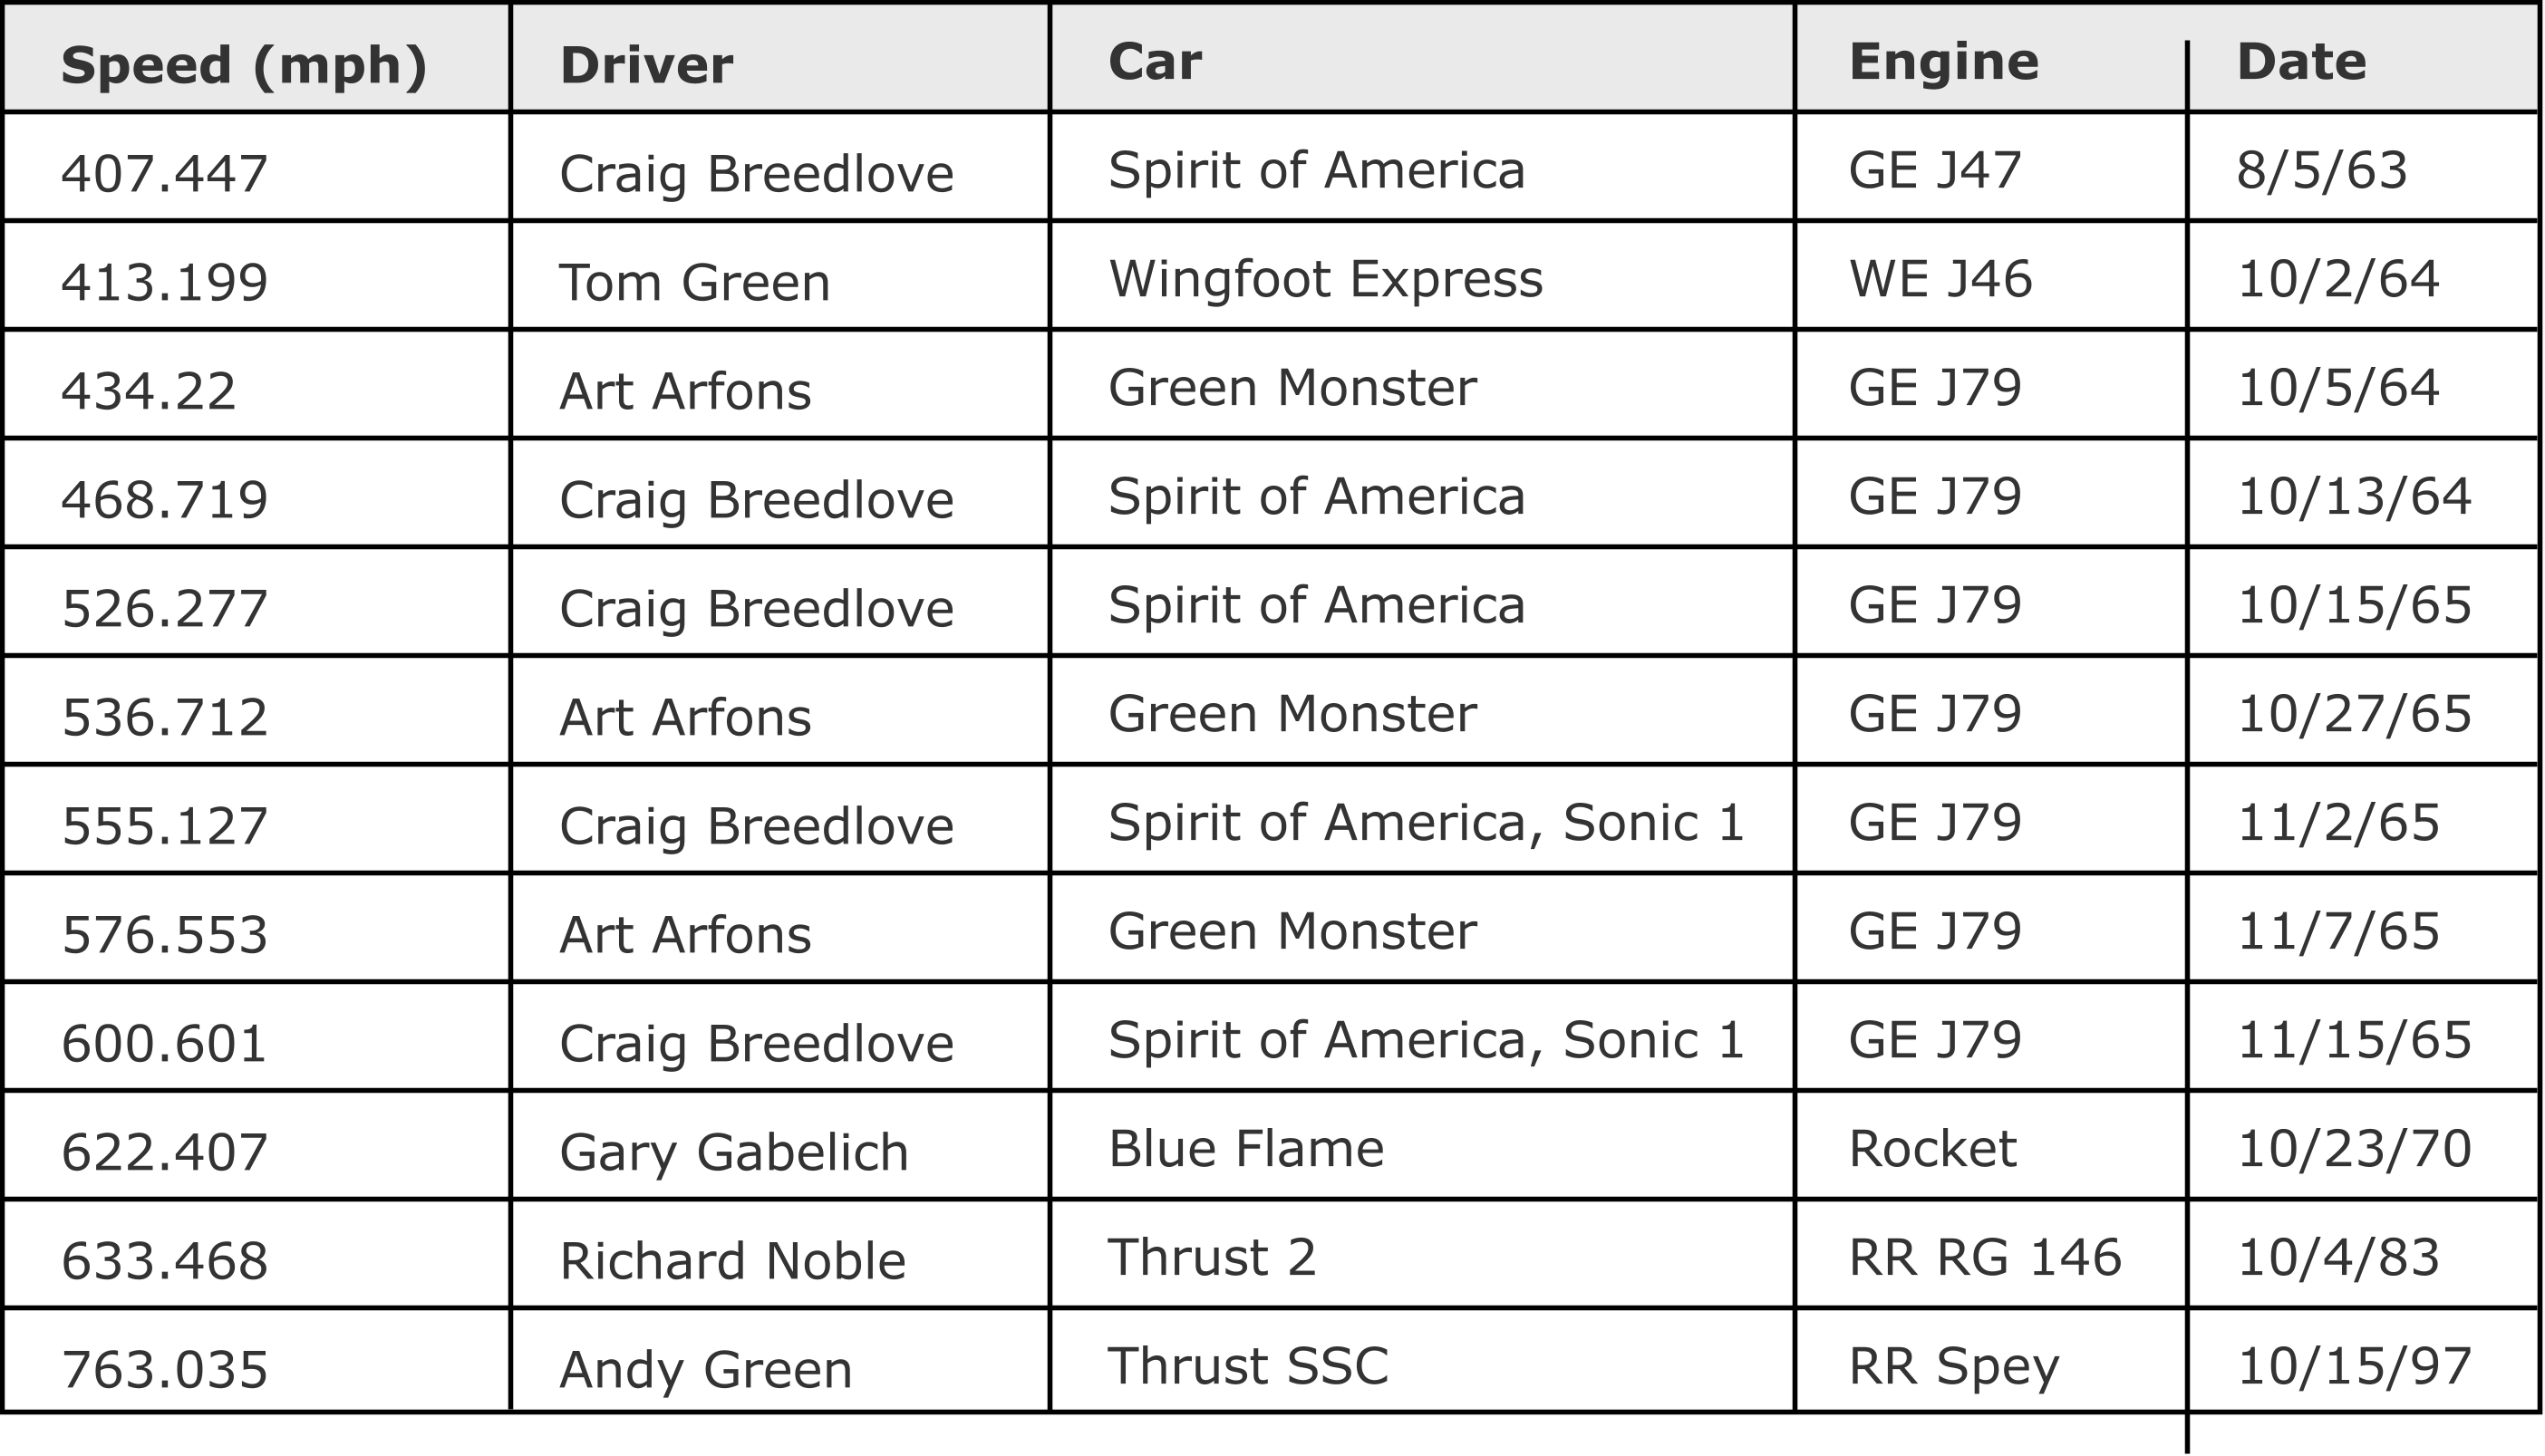 Speed (mph) Driver Car Engine Date
407.447 Craig Breedlove Spirit of America GE J47 8/5/63
413.199 Tom Green Wingfoot Express WE J46 10/2/64
434.22 Art Arfons Green Monster GE J79 10/5/64
468.719 Craig Breedlove Spirit of America GE J79 10/13/64
526.277 Craig Breedlove Spirit of America GE J79 10/15/65
536.712 Art Arfons Green Monster GE J79 10/27/65
555.127 Craig Breedlove Spirit of America, Sonic 1 GE J79 11/2/65
576.553 Art Arfons Green Monster GE J79 11/7/65
600.601 Craig Breedlove Spirit of America, Sonic 1 GE J79 11/15/65
622.407 Gary Gabelich Blue Flame Rocket 10/23/70
633.468 Richard Noble Thrust 2 RR RG 146 10/4/83
763.035 Andy Green Thrust SSC RR Spey 10/15/97